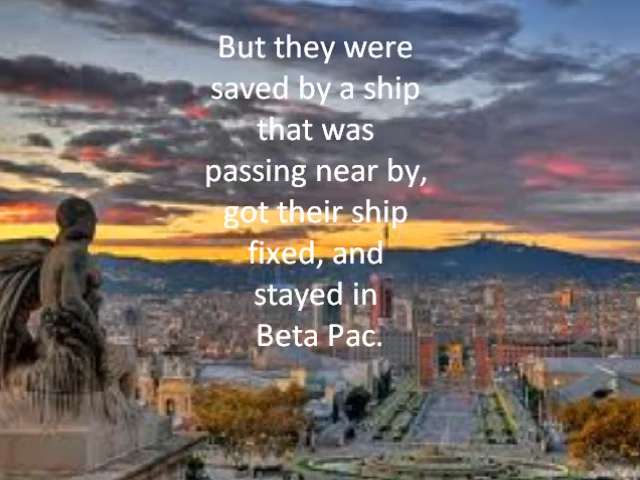 But they were
saved by a ship
that was
passing near by,
got their ship
fixed, and
stayed in
Beta Pac.